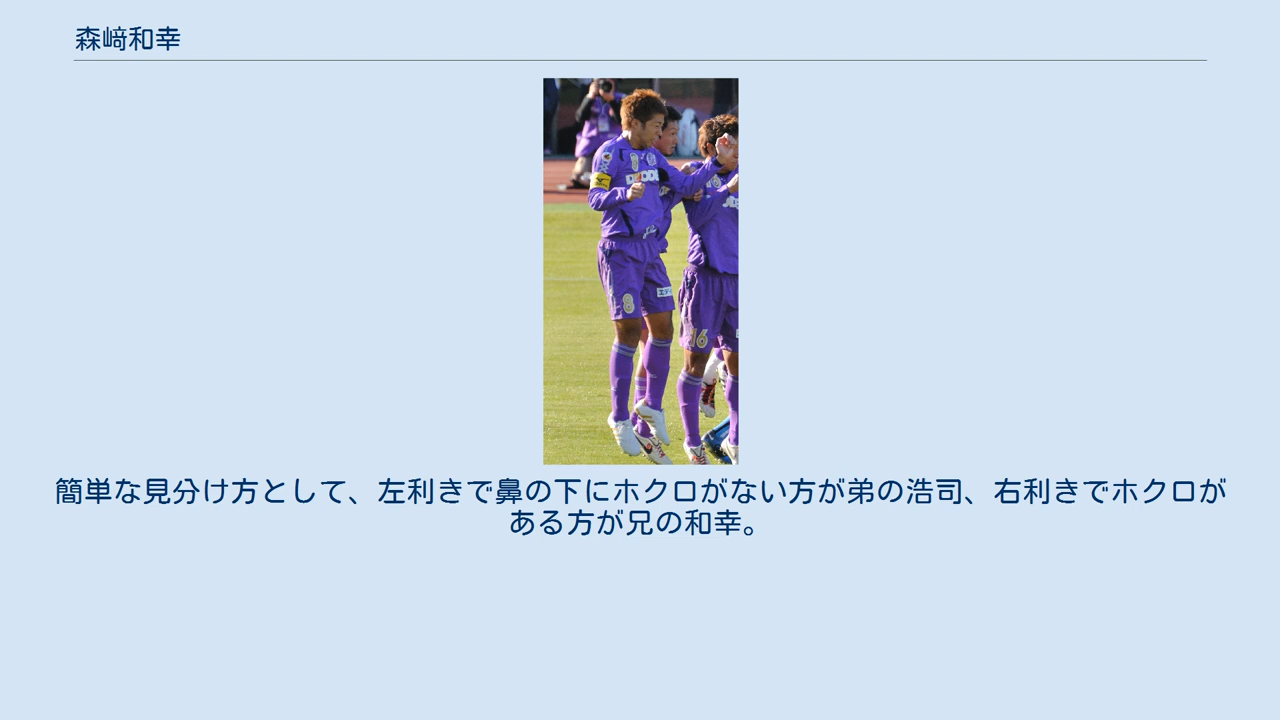 森﨑和幸
8
16
簡単な見分け方として、左利きで鼻の下にホクロがない方が弟の浩司、右利きでホクロが
ある方が兄の和幸。